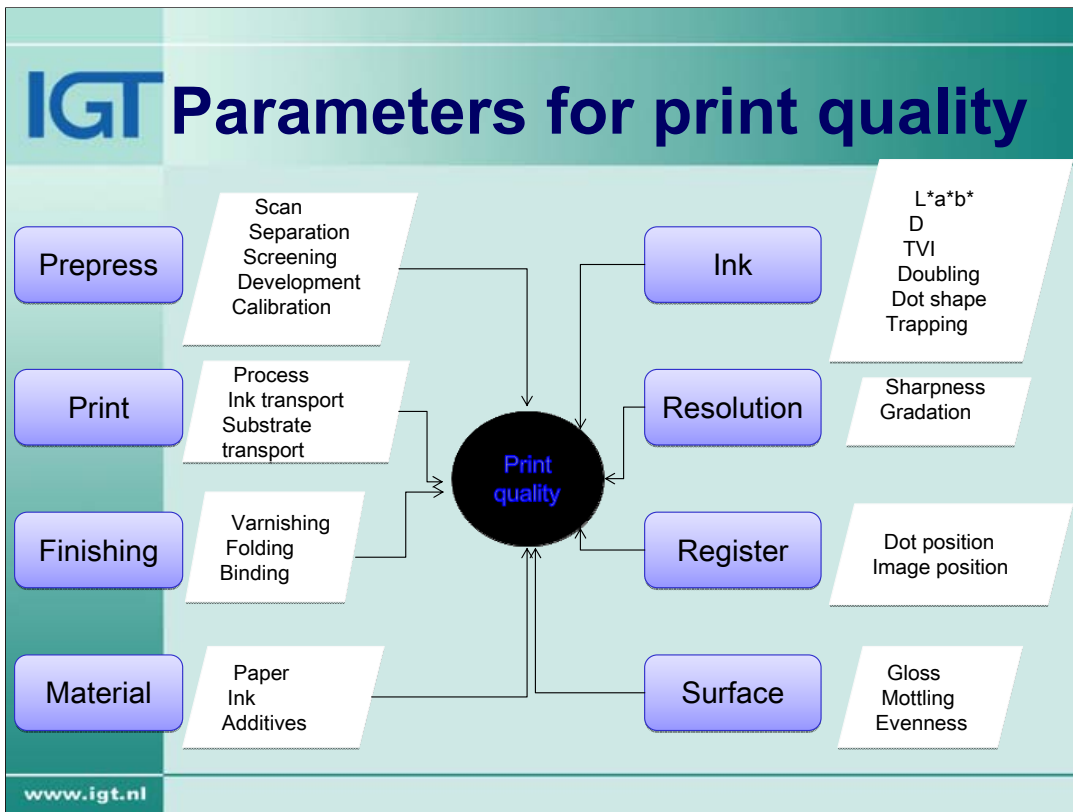 IGT Parameters for print quality
Prepress
Scan
Separation
Screening
Development
Calibration
Print
Process
Ink transport
Substrate
transport
Finishing
Varnishing
Folding
Binding
Material
Paper
Ink
Additives
Print
quality
Ink
L*a*b*
D
TVI
Doubling
Dot shape
Trapping
Resolution
Sharpness
Gradation
Register
Dot position
Image position
Surface
Gloss
Mottling
Evenness
www.igt.nl